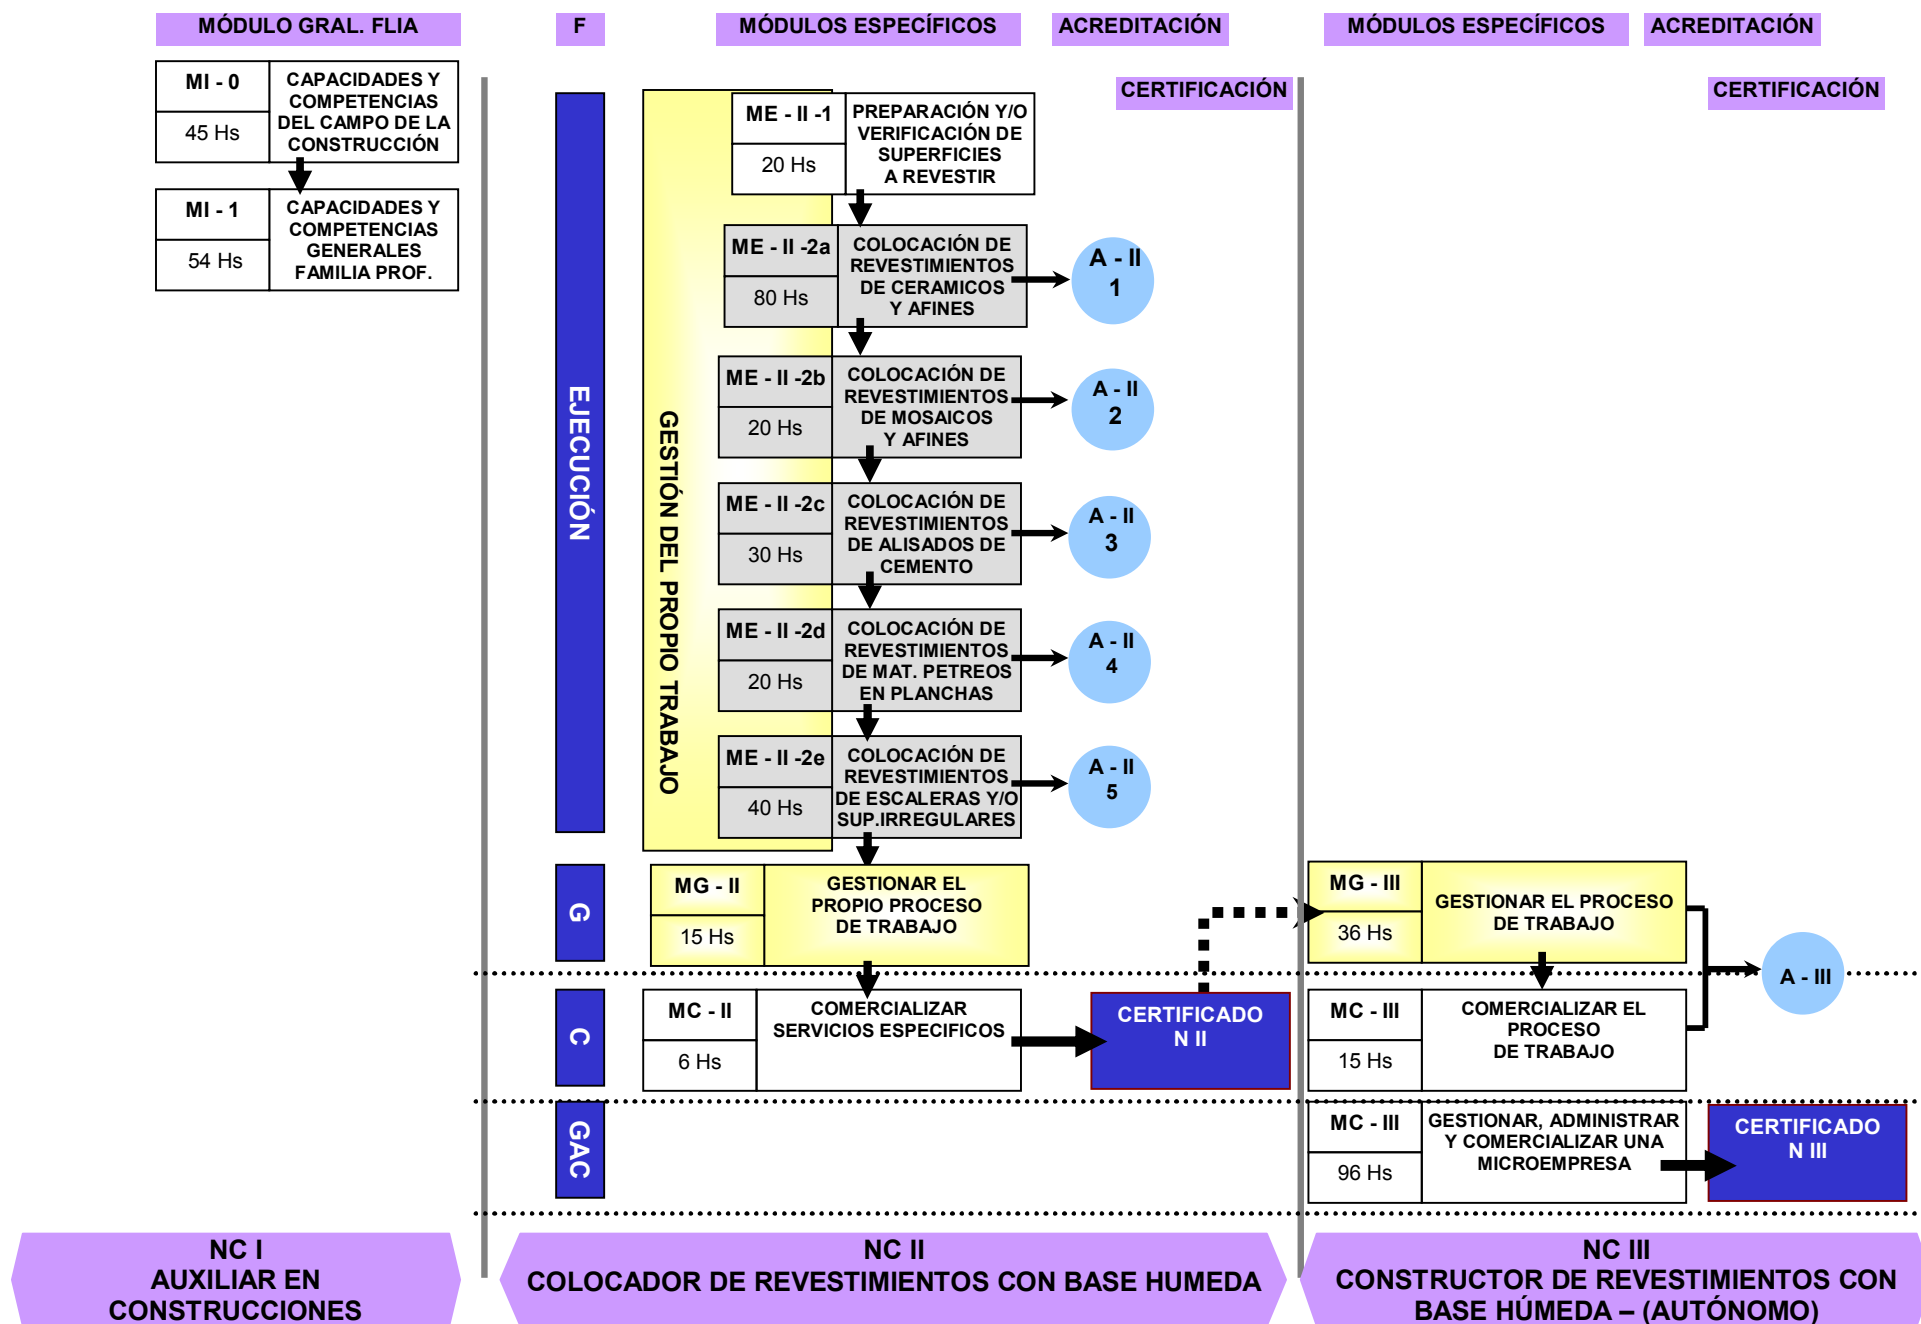 MÓDULO GRAL. FLIA
F
MÓDULOS ESPECÍFICOS
ACREDITACIÓN
MÓDULOS ESPECÍFICOS
ACREDITACIÓN
CERTIFICACIÓN
CERTIFICACIÓN
MI - 0
45 Hs
CAPACIDADES Y
COMPETENCIAS
DEL CAMPO DE LA
CONSTRUCCIÓN
MI - 1
54 Hs
CAPACIDADES Y
COMPETENCIAS
GENERALES
FAMILIA PROF.
EJECUCIÓN
GESTIÓN DEL PROPIO TRABAJO
ME - II -1
20 Hs
PREPARACIÓN Y/O
VERIFICACIÓN DE
SUPERFICIES
A REVESTIR
ME - II -2a
80 Hs
COLOCACIÓN DE
REVESTIMIENTOS
DE CERAMICOS
Y AFINES
A - II
1
ME - II -2b
20 Hs
COLOCACIÓN DE
REVESTIMIENTOS
DE MOSAICOS
Y AFINES
A - II
2
ME - II -2c
30 Hs
COLOCACIÓN DE
REVESTIMIENTOS
DE ALISADOS DE
CEMENTO
A - II
3
ME - II -2d
20 Hs
COLOCACIÓN DE
REVESTIMIENTOS
DE MAT. PETREOS
EN PLANCHAS
A - II
4
ME - II -2e
40 Hs
COLOCACIÓN DE
REVESTIMIENTOS
DE ESCALERAS Y/O
SUP.IRREGULARES
A - II
5
G
MG - II
15 Hs
GESTIONAR EL
PROPIO PROCESO
DE TRABAJO
MG - III
36 Hs
GESTIONAR EL PROCESO
DE TRABAJO
A - III
C
MC - II
6 Hs
COMERCIALIZAR
SERVICIOS ESPECIFICOS
CERTIFICADO
N II
MC - III
15 Hs
COMERCIALIZAR EL
PROCESO
DE TRABAJO
GAC
MC - III
96 Hs
GESTIONAR, ADMINISTRAR
Y COMERCIALIZAR UNA
MICROEMPRESA
CERTIFICADO
N III
NC I
AUXILIAR EN
CONSTRUCCIONES
NC II
COLOCADOR DE REVESTIMIENTOS CON BASE HUMEDA
NC III
CONSTRUCTOR DE REVESTIMIENTOS CON
BASE HÚMEDA – (AUTÓNOMO)